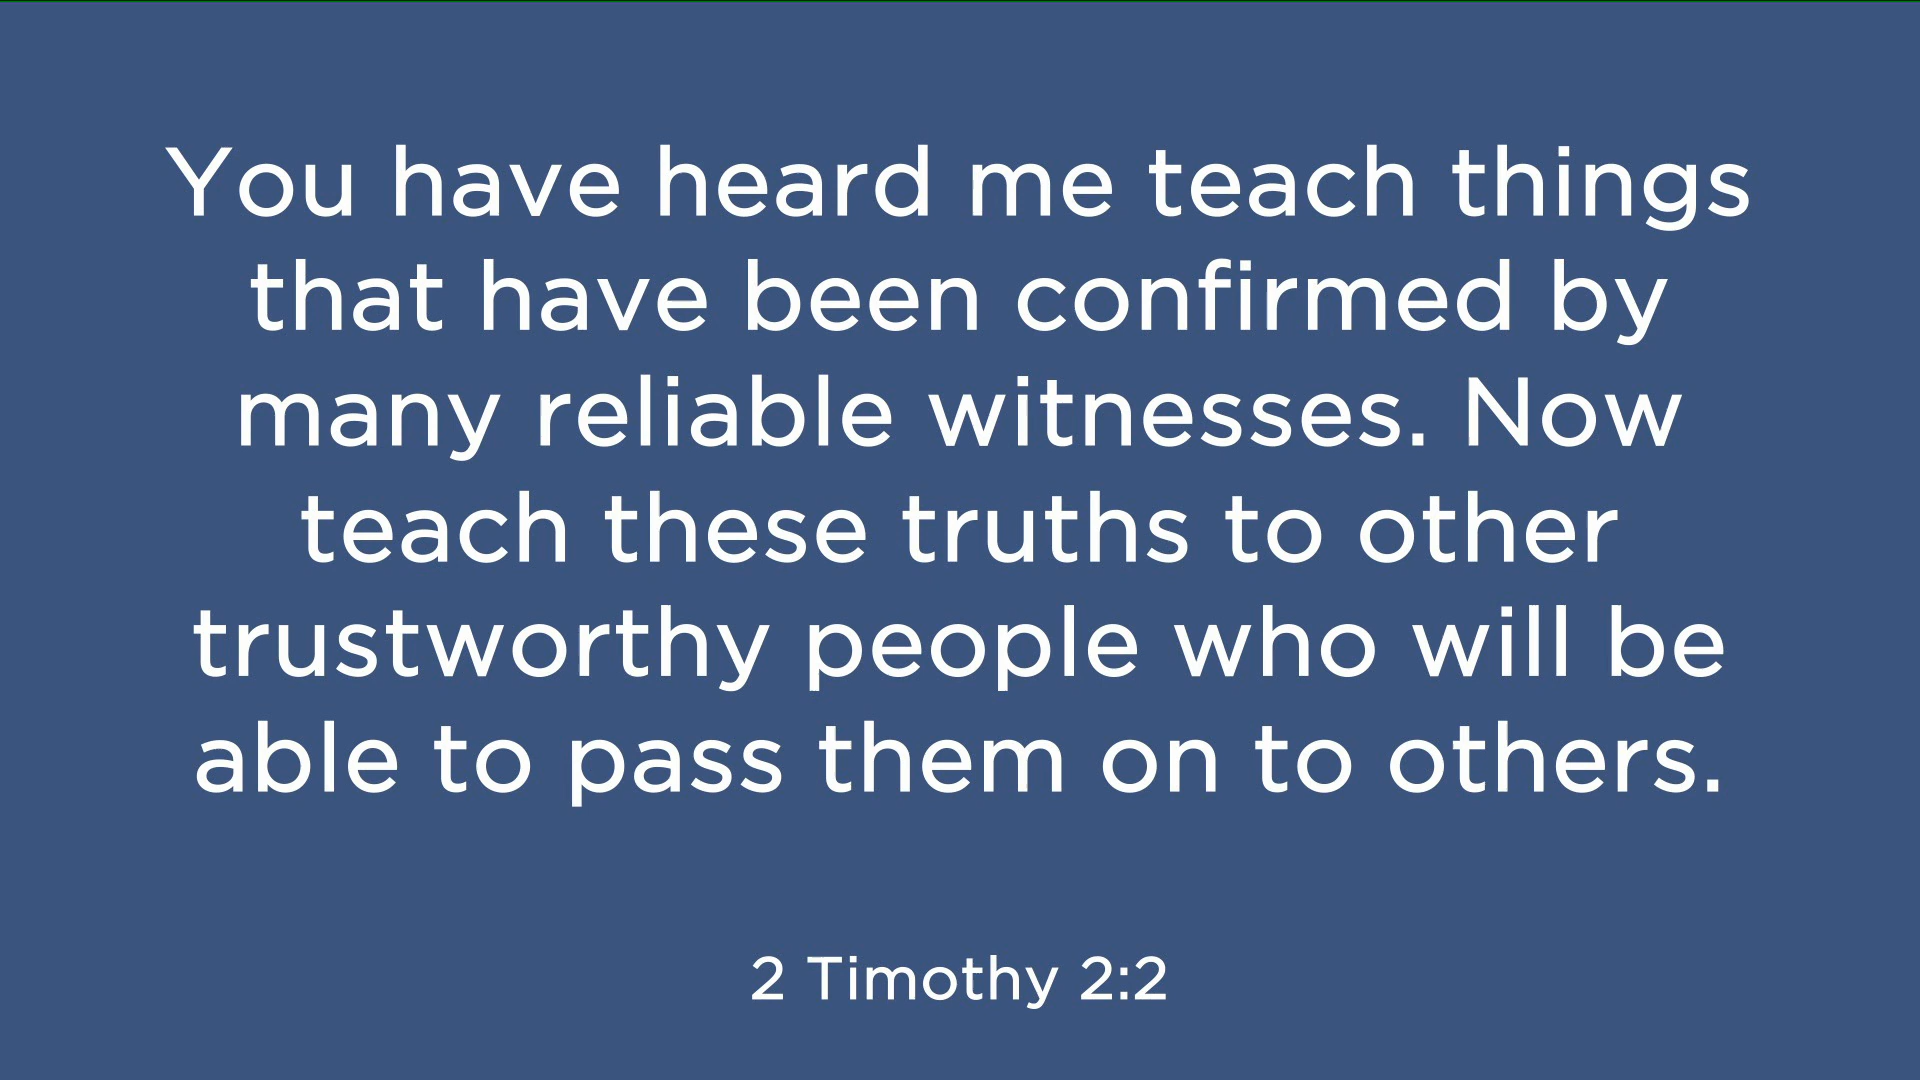 You have heard me teach things
that have been confirmed by
many reliable witnesses. Now
teach these truths to other
trustworthy people who will be
able to pass them on to others.
2 Timothy 2:2